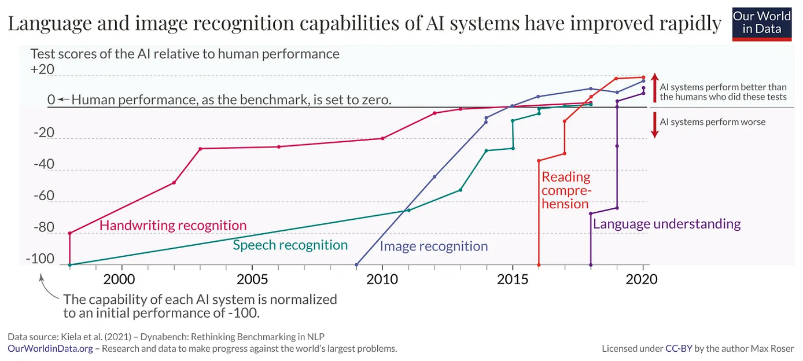 Language and image recognition capabilities of AI systems have improved rapidly
Our World
in Data
Test scores of the AI relative to human performance
+20
0 ←Human performance, as the benchmark, is set to zero.
AI systems perform better than
the humans who did these tests
AI systems perform worse
-20
-40
-60
-80
-100
Handwriting recognition
Speech recognition
Image recognition
Reading
compre-
hension
Language understanding
2000
2005
2010
2015
2020
The capability of each AI system is normalized
to an initial performance of -100.
Data source: Kiela et al. (2021) – Dynabench: Rethinking Benchmarking in NLP
OurWorldinData.org – Research and data to make progress against the world's largest problems.
Licensed under CC-BY by the author Max Roser